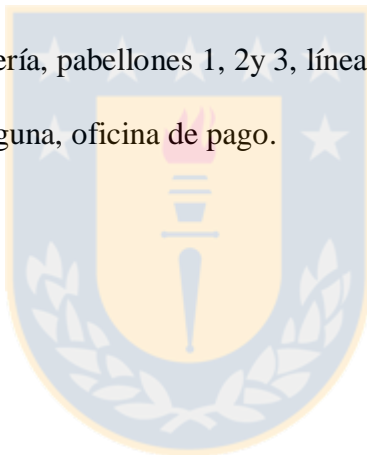 ería, pabellones 1, 2y 3, línea
guna, oficina de pago.